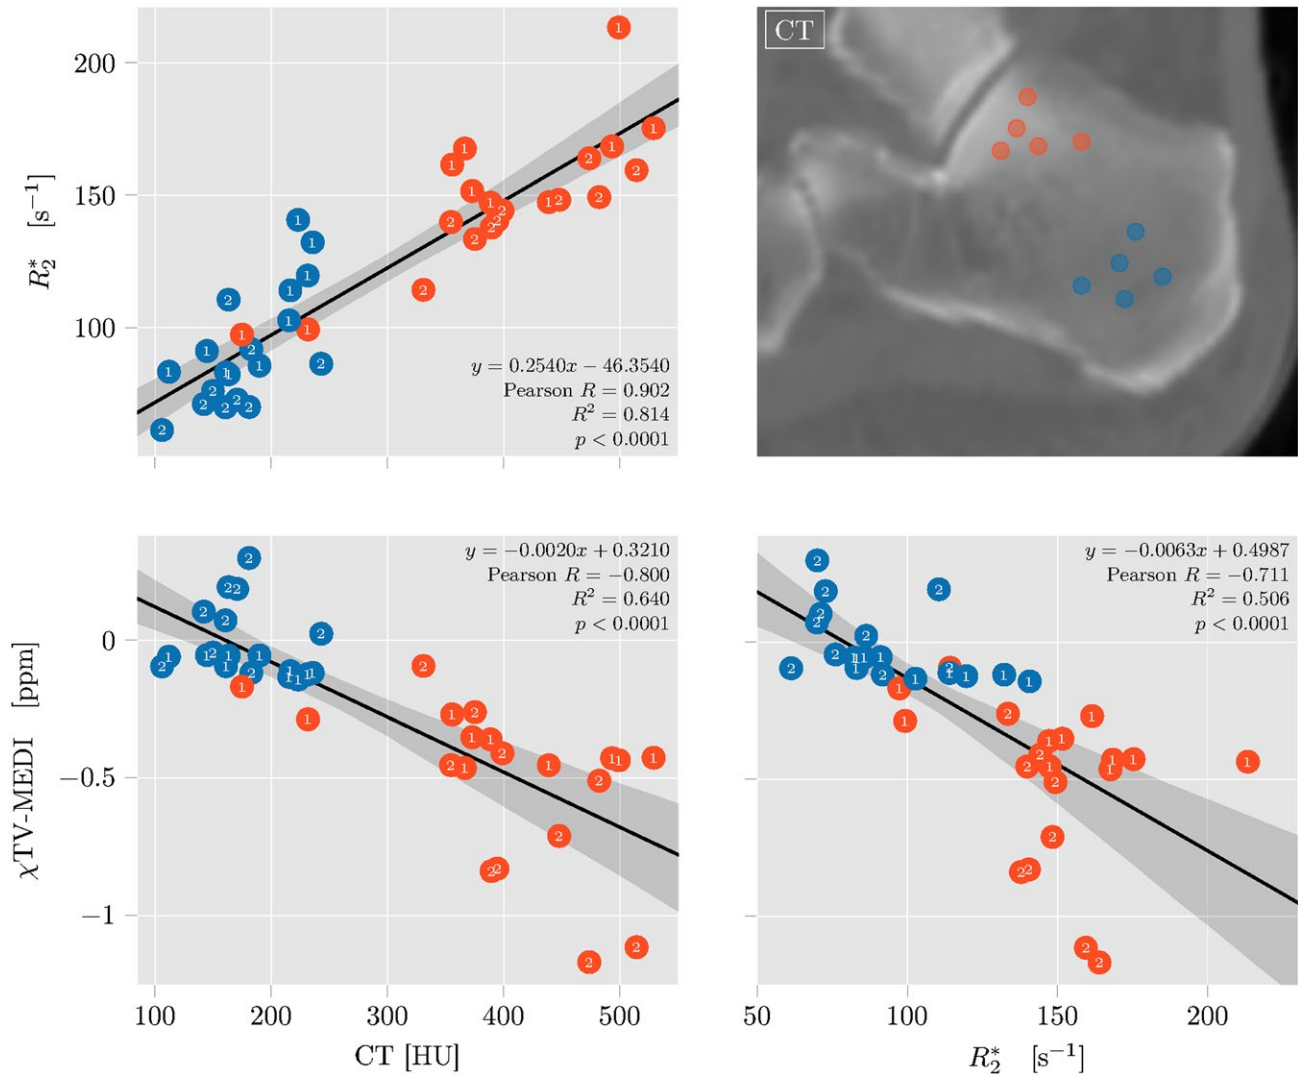 200
150
100
R₂* [s⁻¹]
y = 0.2540x − 46.3540
Pearson R = 0.902
R² = 0.814
p < 0.0001
CT
y = −0.0020x + 0.3210
Pearson R = −0.800
R² = 0.640
p < 0.0001
0
−0.5
−1
χTV-MEDI [ppm]
100 200 300 400 500
CT [HU]
y = −0.0063x + 0.4987
Pearson R = −0.711
R² = 0.506
p < 0.0001
50 100 150 200
R₂* [s⁻¹]